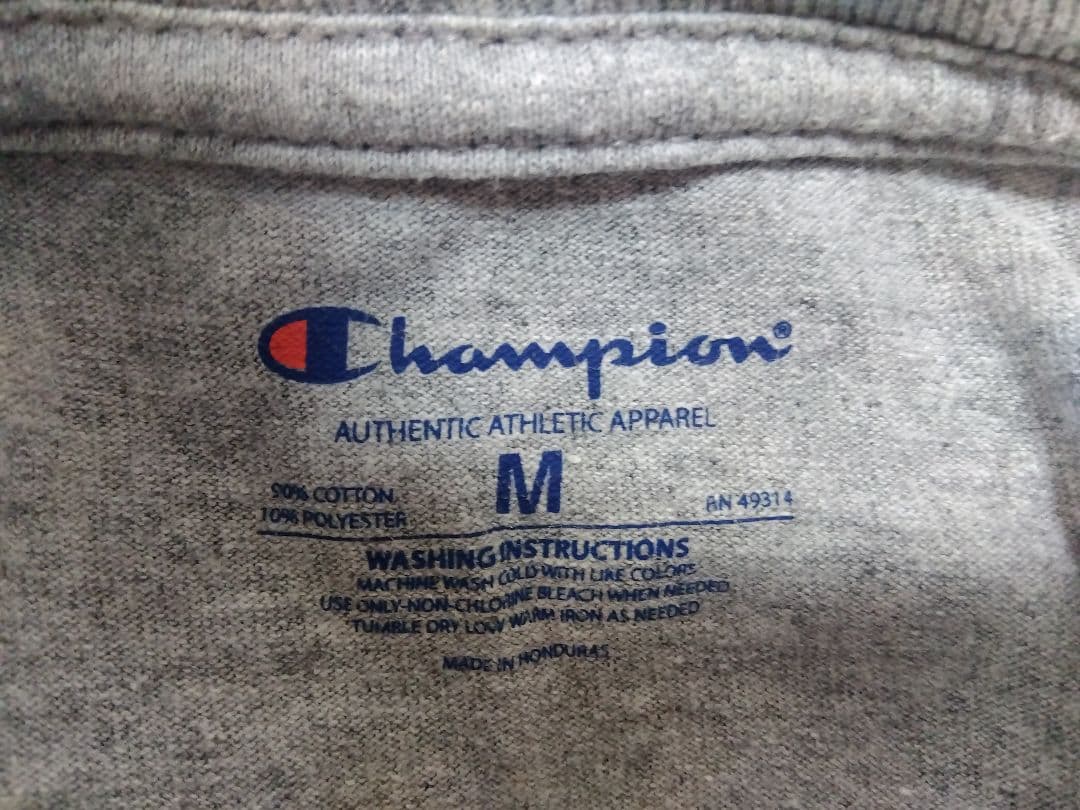 Champion®
AUTHENTIC ATHLETIC APPAREL
M
90% COTTON
10% POLYESTER
RN 49314
WASHING INSTRUCTIONS
MACHINE WASH COLD WITH LIKE COLORS
USE ONLY-NON-CHLORINE BLEACH WHEN NEEDED
TUMBLE DRY LOW WARM IRON AS NEEDED
MADE IN HONDURAS